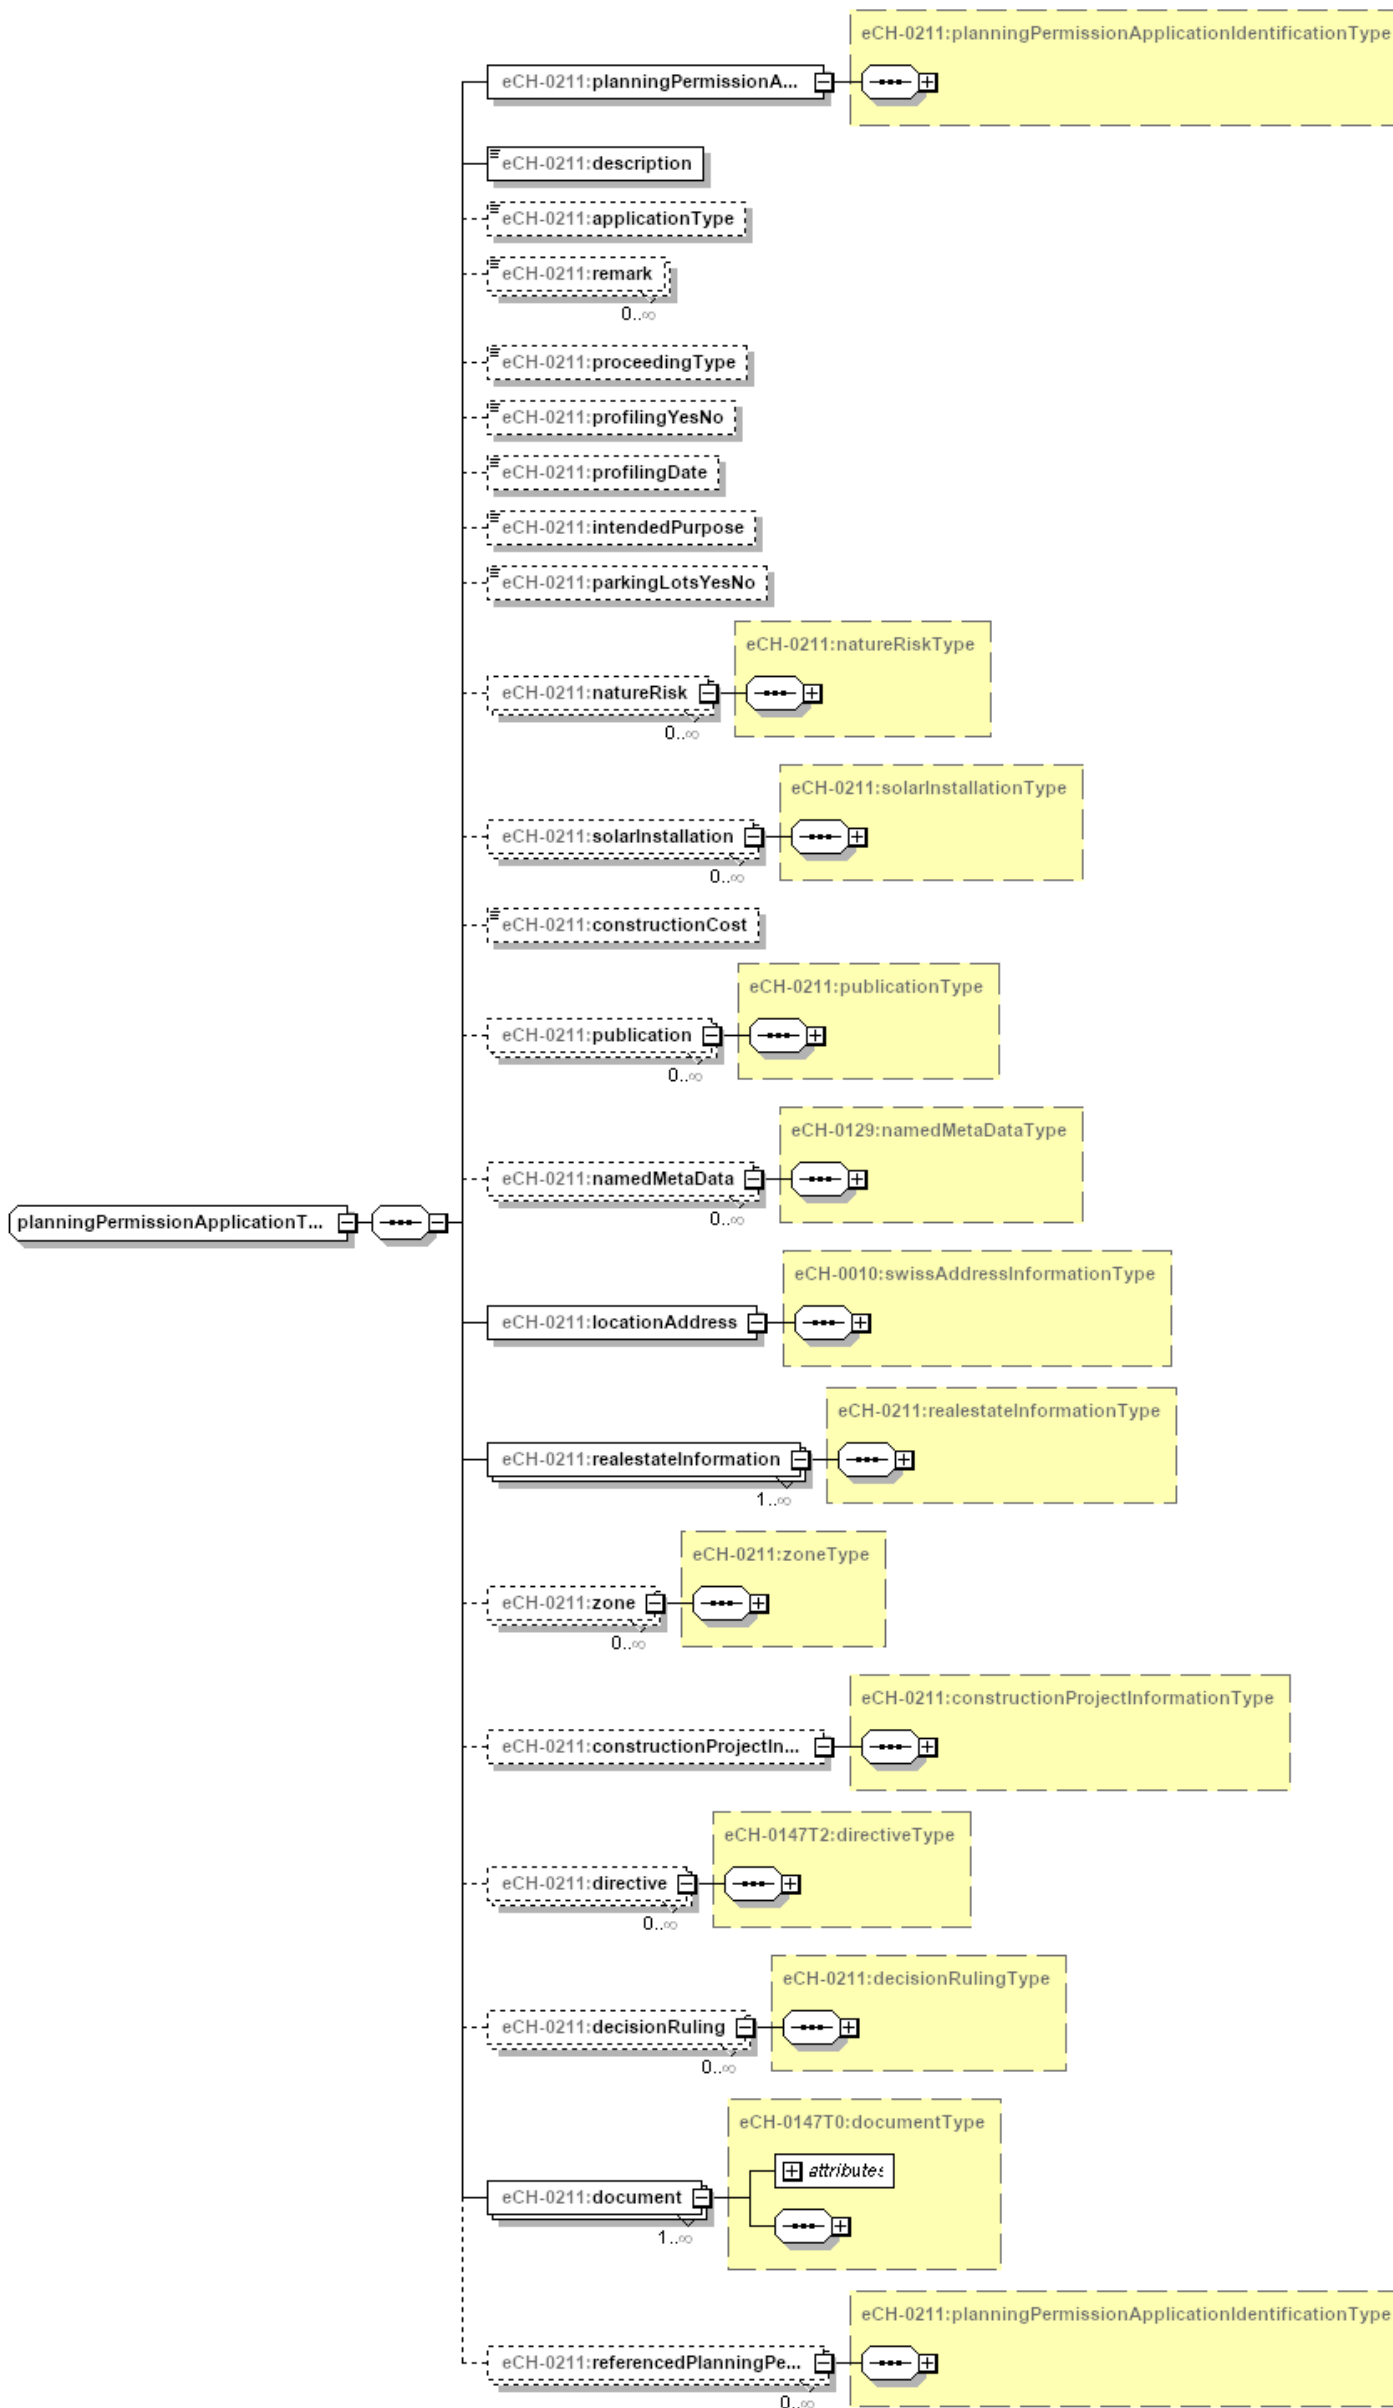 eCH-0211:planningPermissionApplicationIdentificationType
eCH-0211:planningPermissionA...
eCH-0211:description
eCH-0211:applicationType
eCH-0211:remark
0..∞
eCH-0211:proceedingType
eCH-0211:profilingYesNo
eCH-0211:profilingDate
eCH-0211:intendedPurpose
eCH-0211:parkingLotsYesNo
eCH-0211:natureRiskType
eCH-0211:natureRisk
0..∞
eCH-0211:solarInstallationType
eCH-0211:solarInstallation
0..∞
eCH-0211:constructionCost
eCH-0211:publicationType
eCH-0211:publication
0..∞
eCH-0129:namedMetaDataType
eCH-0211:namedMetaData
0..∞
planningPermissionApplicationT...
eCH-0010:swissAddressInformationType
eCH-0211:locationAddress
eCH-0211:realestateInformationType
eCH-0211:realestateInformation
1..∞
eCH-0211:zoneType
eCH-0211:zone
0..∞
eCH-0211:constructionProjectInformationType
eCH-0211:constructionProjectIn...
eCH-0147T2:directiveType
eCH-0211:directive
0..∞
eCH-0211:decisionRulingType
eCH-0211:decisionRuling
0..∞
eCH-0147T0:documentType
attributes
eCH-0211:document
1..∞
eCH-0211:planningPermissionApplicationIdentificationType
eCH-0211:referencedPlanningPe...
0..∞